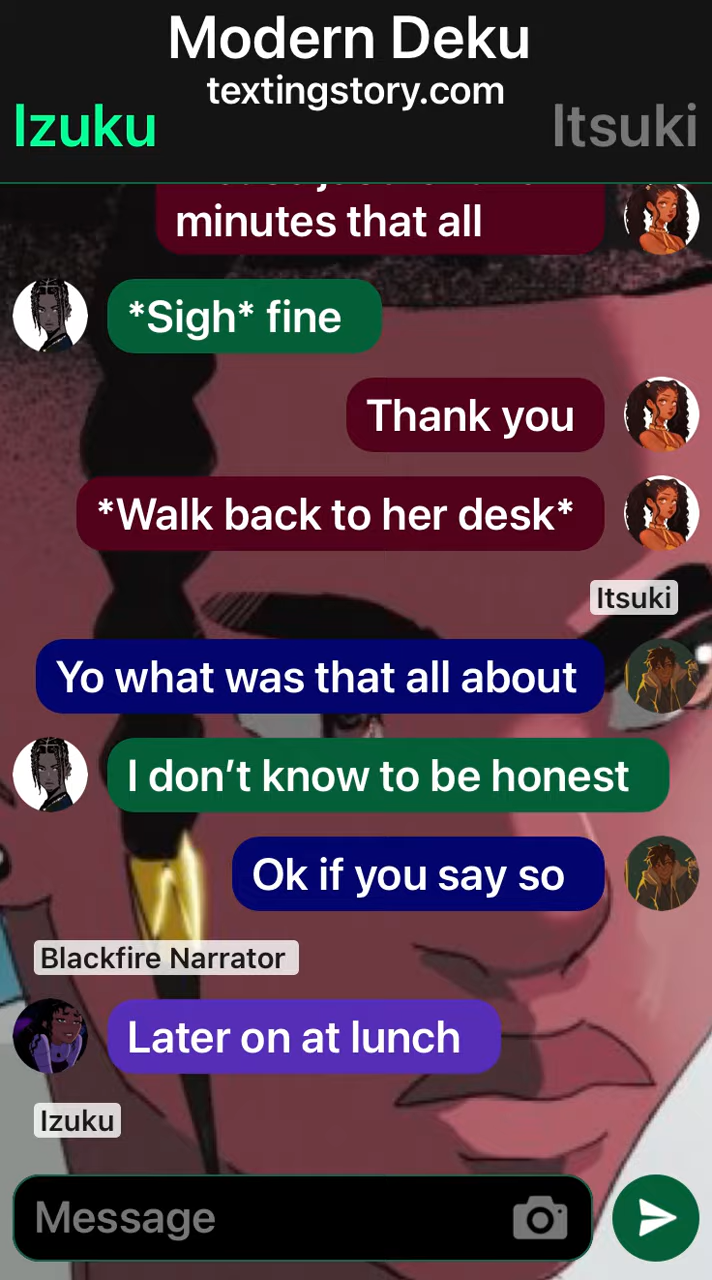 Modern Deku
textingstory.com
Izuku
Itsuki
minutes that all
*Sigh* fine
Thank you
*Walk back to her desk*
Itsuki
Yo what was that all about
I don’t know to be honest
Ok if you say so
Blackfire Narrator
Later on at lunch
Izuku
Message